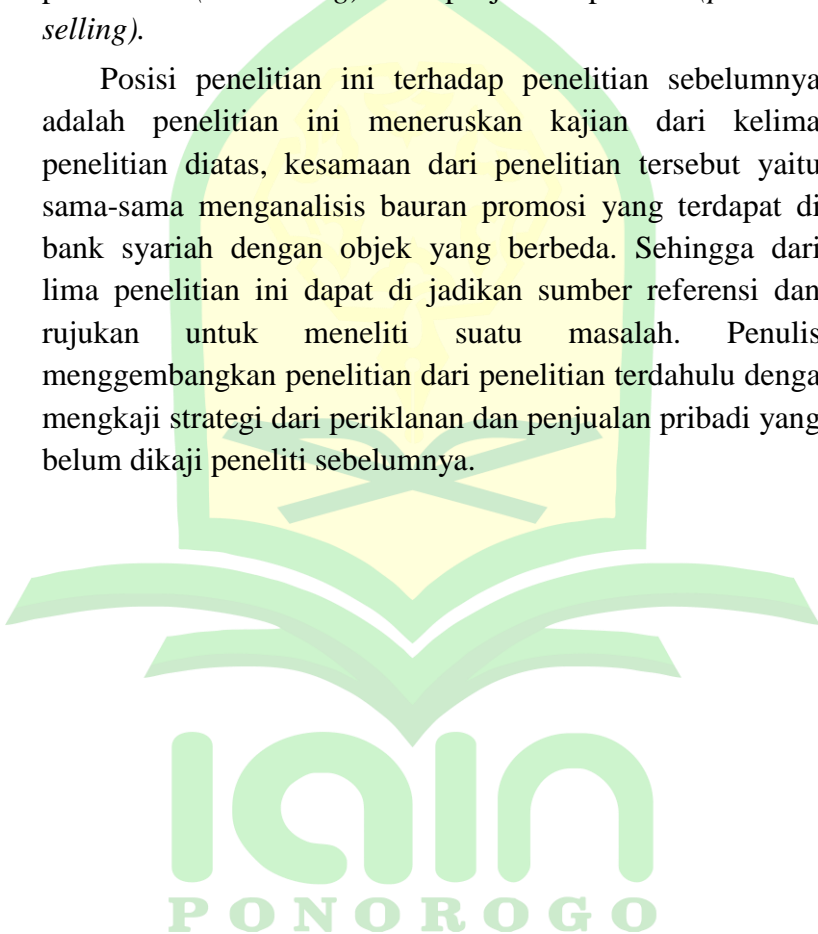 selling).
Posisi penelitian ini terhadap penelitian sebelumnya
adalah penelitian ini meneruskan kajian dari kelima
penelitian diatas, kesamaan dari penelitian tersebut yaitu
sama-sama menganalisis bauran promosi yang terdapat di
bank syariah dengan objek yang berbeda. Sehingga dari
lima penelitian ini dapat di jadikan sumber referensi dan
rujukan untuk meneliti suatu masalah. Penulis
menggembangkan penelitian dari penelitian terdahulu denga
mengkaji strategi dari periklanan dan penjualan pribadi yang
belum dikaji peneliti sebelumnya.
IAIN
PONOROGO